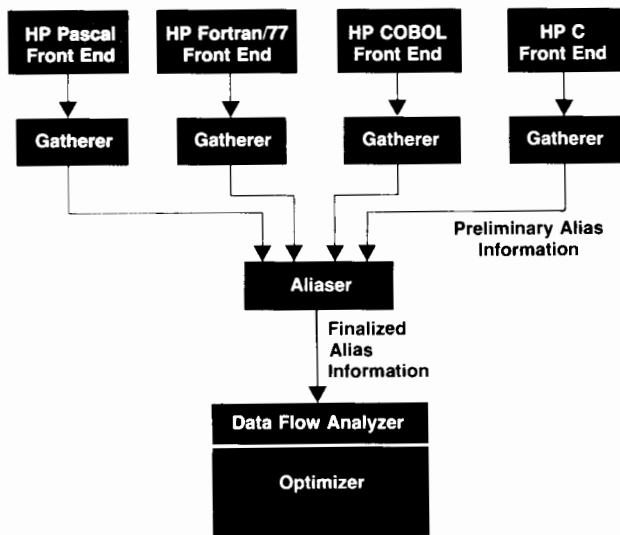 HP Pascal
Front End
HP Fortran/77
Front End
HP COBOL
Front End
HP C
Front End
Gatherer
Gatherer
Gatherer
Gatherer
Preliminary Alias
Information
Aliaser
Finalized
Alias
Information
Data Flow Analyzer
Optimizer